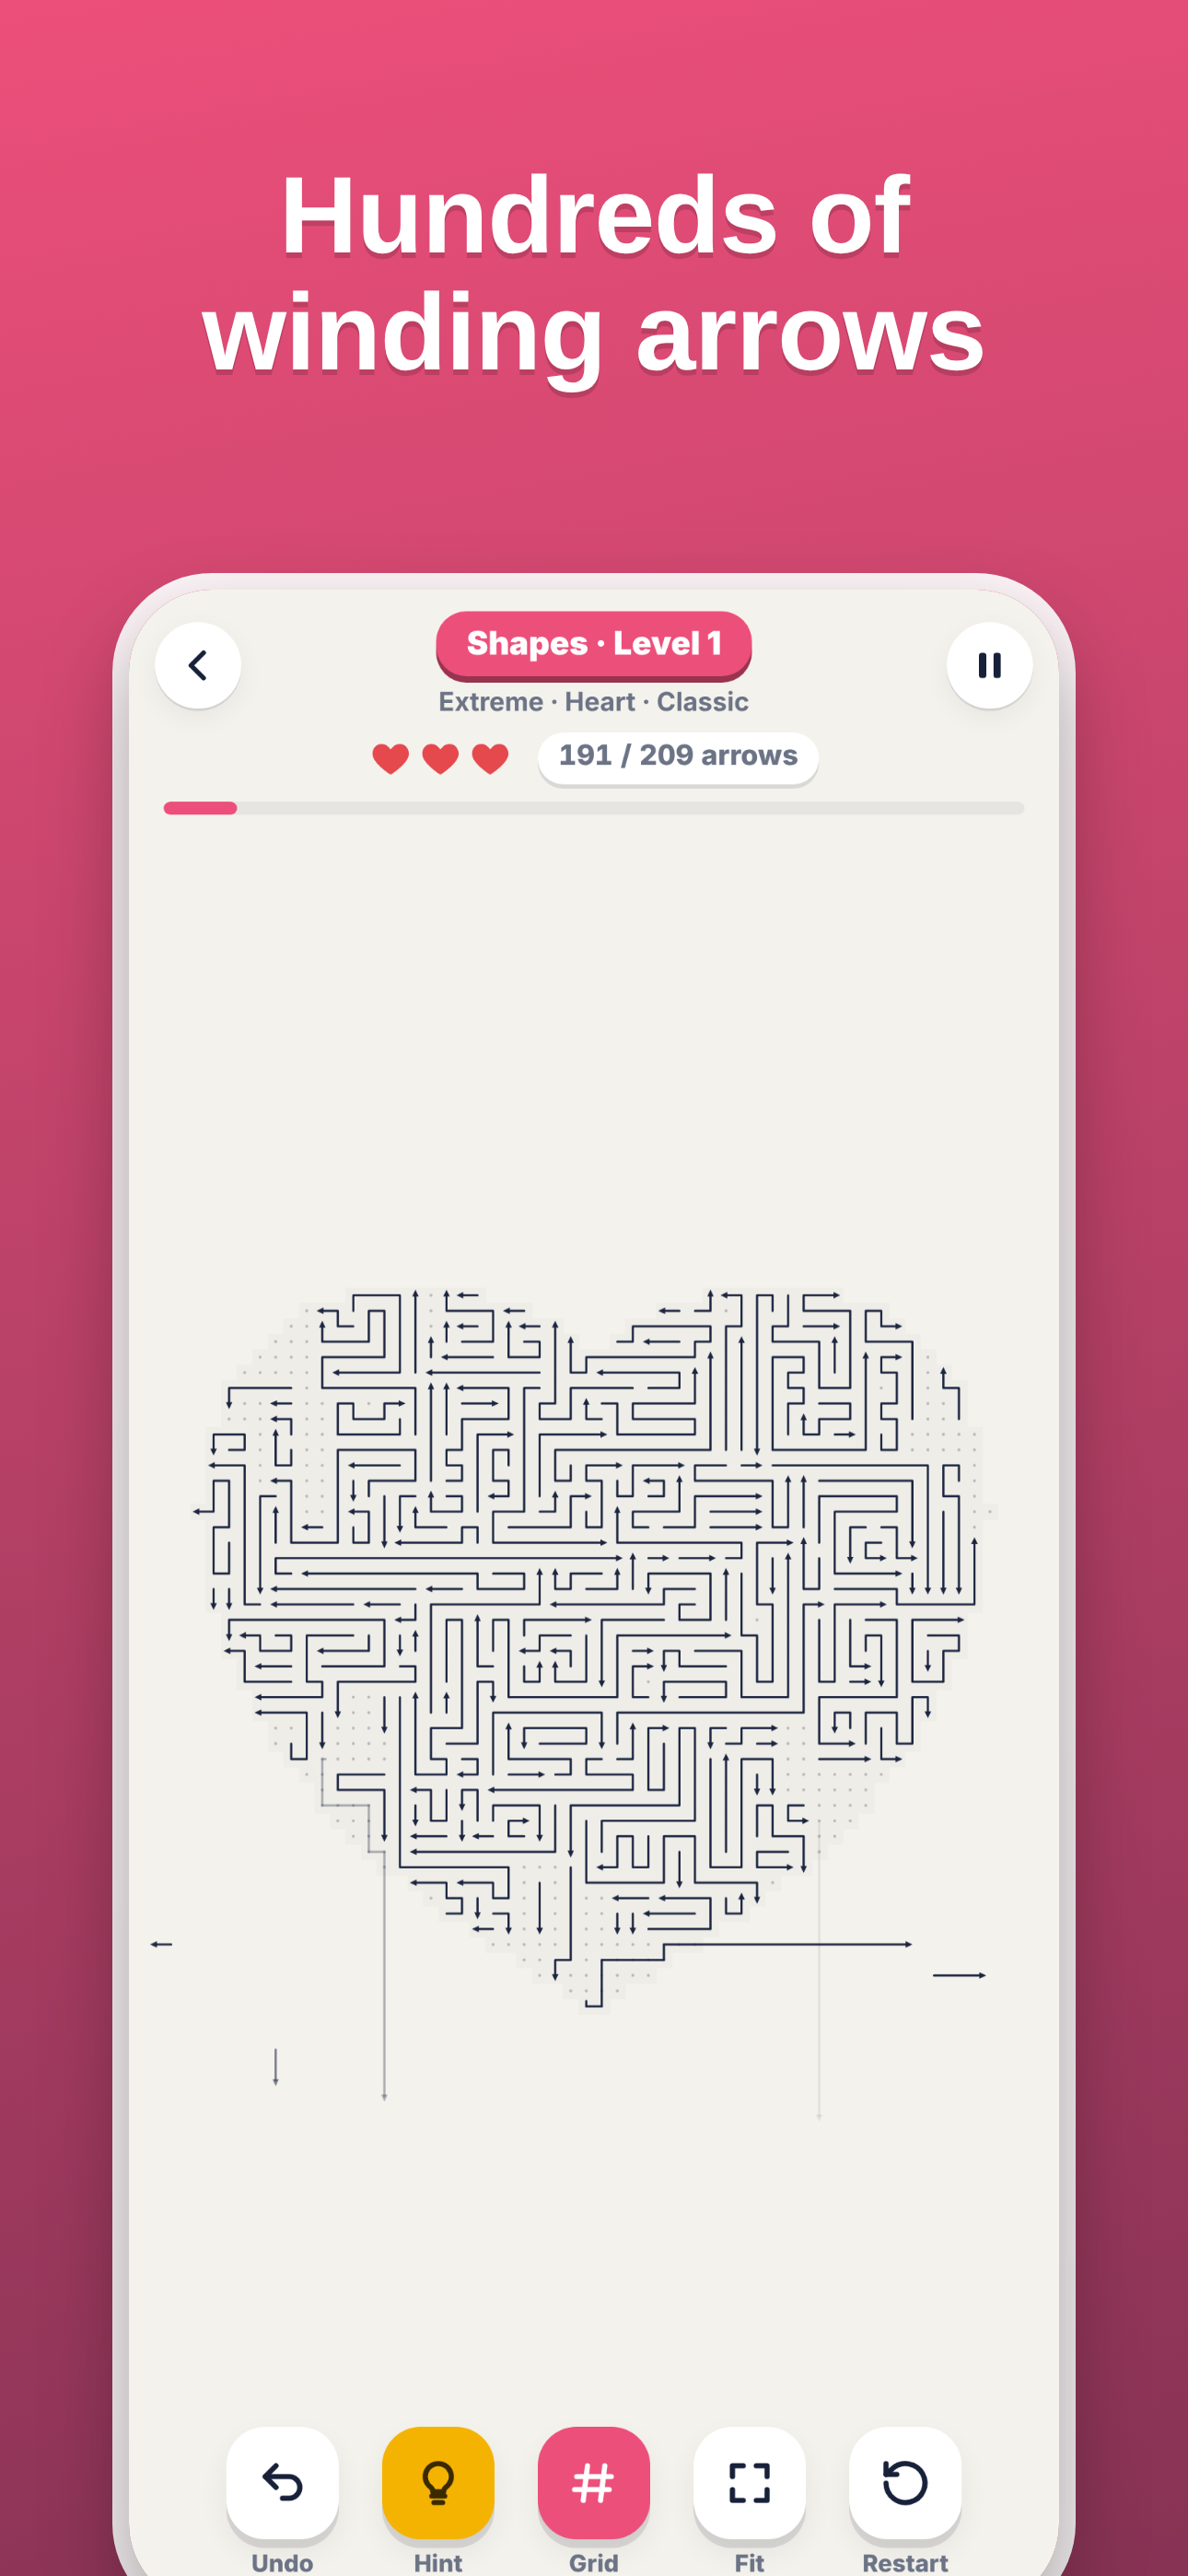 Hundreds of
winding arrows
Shapes · Level 1
Extreme · Heart · Classic
191 / 209 arrows
Undo
Hint
Grid
Fit
Restart